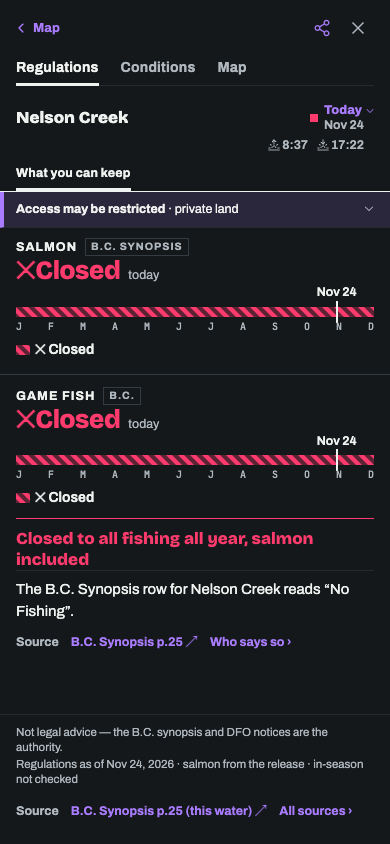 Map
Regulations Conditions Map
Nelson Creek
Today
Nov 24
8:37 17:22
What you can keep
Access may be restricted · private land
SALMON B.C. SYNOPSIS
Closed today
Nov 24
J F M A M J J A S O N D
Closed
GAME FISH B.C.
Closed today
Nov 24
J F M A M J J A S O N D
Closed
Closed to all fishing all year, salmon
included
The B.C. Synopsis row for Nelson Creek reads “No
Fishing”.
Source B.C. Synopsis p.25 ↗ Who says so ›
Not legal advice — the B.C. synopsis and DFO notices are the
authority.
Regulations as of Nov 24, 2026 · salmon from the release · in-season
not checked
Source B.C. Synopsis p.25 (this water) ↗ All sources ›